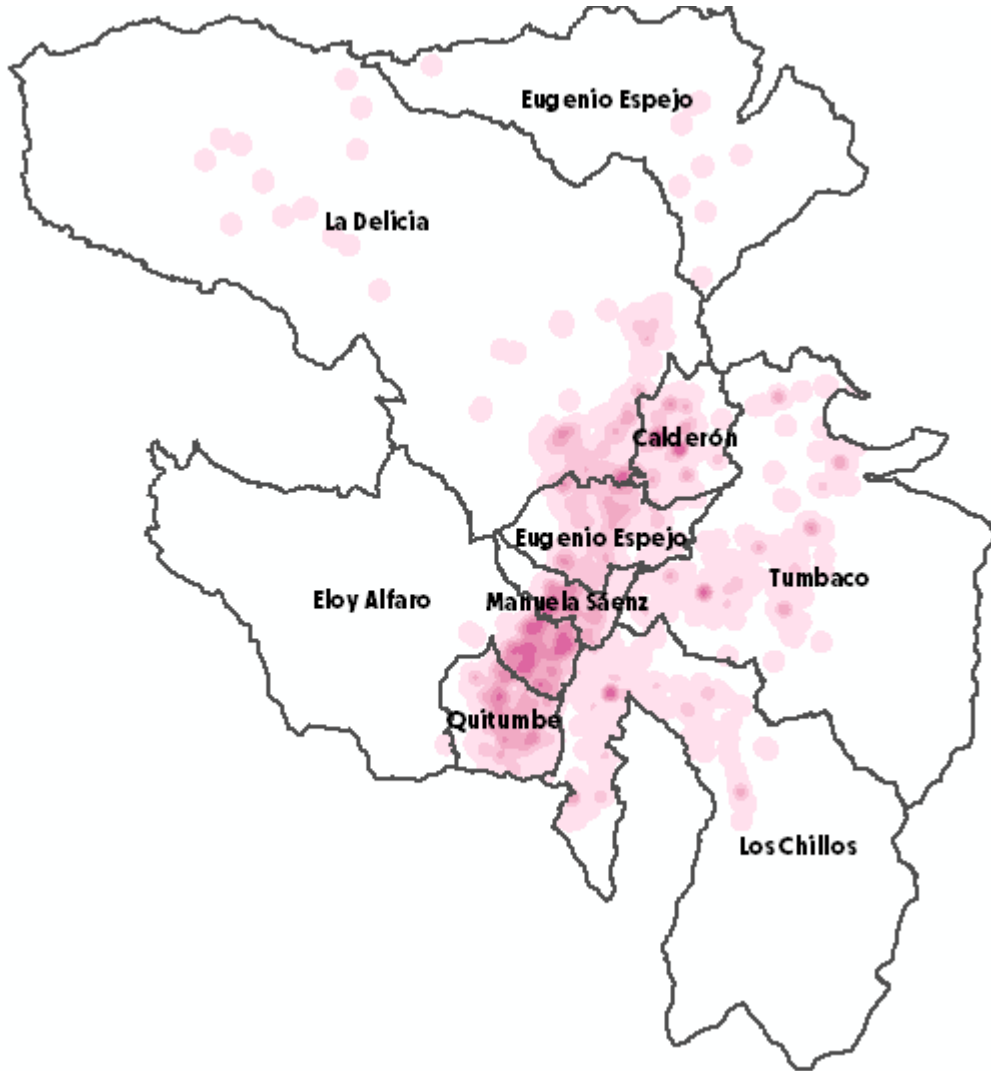 Eugenio Espejo
La Delicia
Calderón
Eugenio Espejo
Tumbaco
Eloy Alfaro
Manuela Sáenz
Quitumbe
Los Chillos